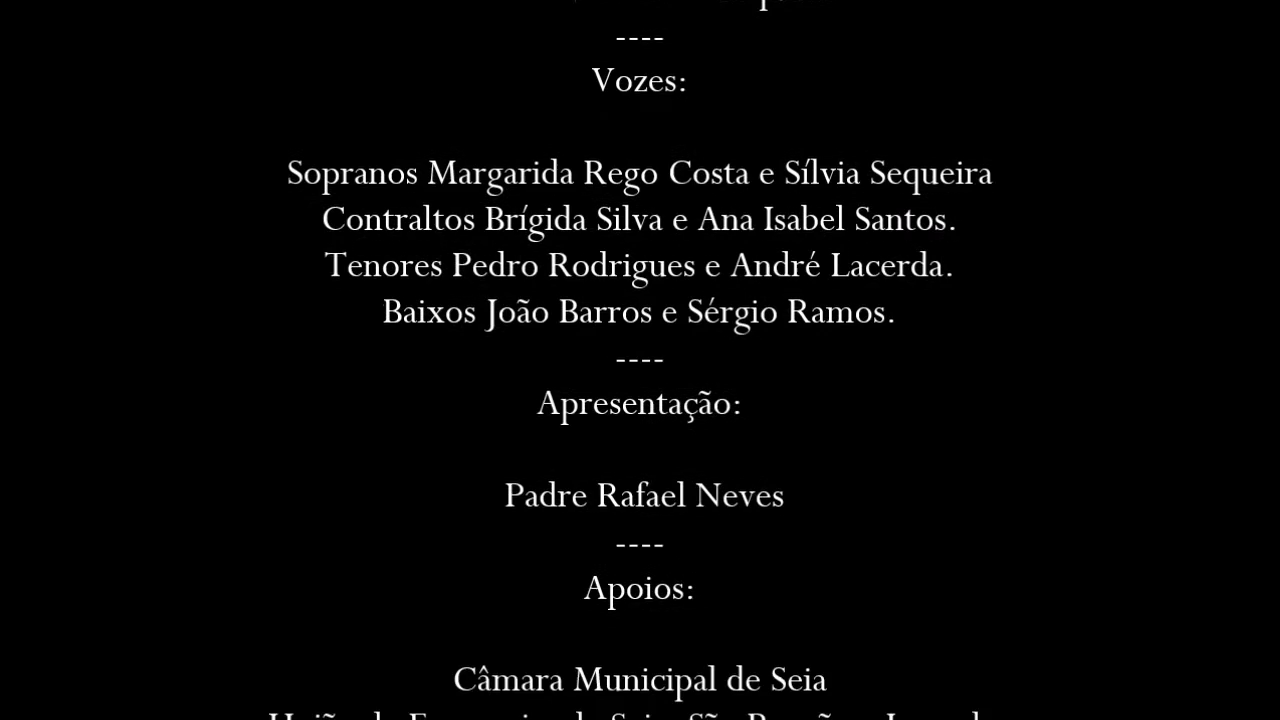 ----
Vozes:
Sopranos Margarida Rego Costa e Sílvia Sequeira
Contraltos Brígida Silva e Ana Isabel Santos.
Tenores Pedro Rodrigues e André Lacerda.
Baixos João Barros e Sérgio Ramos.
----
Apresentação:
Padre Rafael Neves
----
Apoios:
Câmara Municipal de Seia